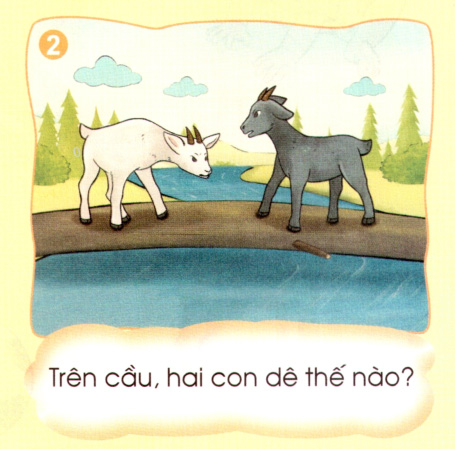 2
Trên cầu, hai con dê thế nào?